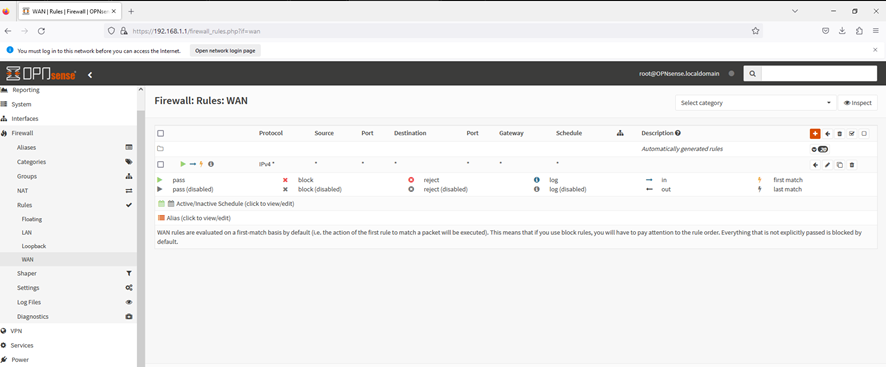 WAN | Rules | Firewall | OPNsens
https://192.168.1.1/firewall_rules.php?if=wan
You must log in to this network before you can access the Internet.
Open network login page
OPNsense
root@OPNsense.localdomain
Reporting
System
Interfaces
Firewall
Aliases
Categories
Groups
NAT
Rules
Floating
LAN
Loopback
WAN
Shaper
Settings
Log Files
Diagnostics
VPN
Services
Power
Firewall: Rules: WAN
Select category
Inspect
Protocol Source Port Destination Port Gateway Schedule Description
Automatically generated rules
IPv4 * * * * * * *
pass block reject log in first match
pass (disabled) block (disabled) reject (disabled) log (disabled) out last match
Active/Inactive Schedule (click to view/edit)
Alias (click to view/edit)
WAN rules are evaluated on a first-match basis by default (i.e. the action of the first rule to match a packet will be executed). This means that if you use block rules, you will have to pay attention to the rule order. Everything that is not explicitly passed is blocked by
default.